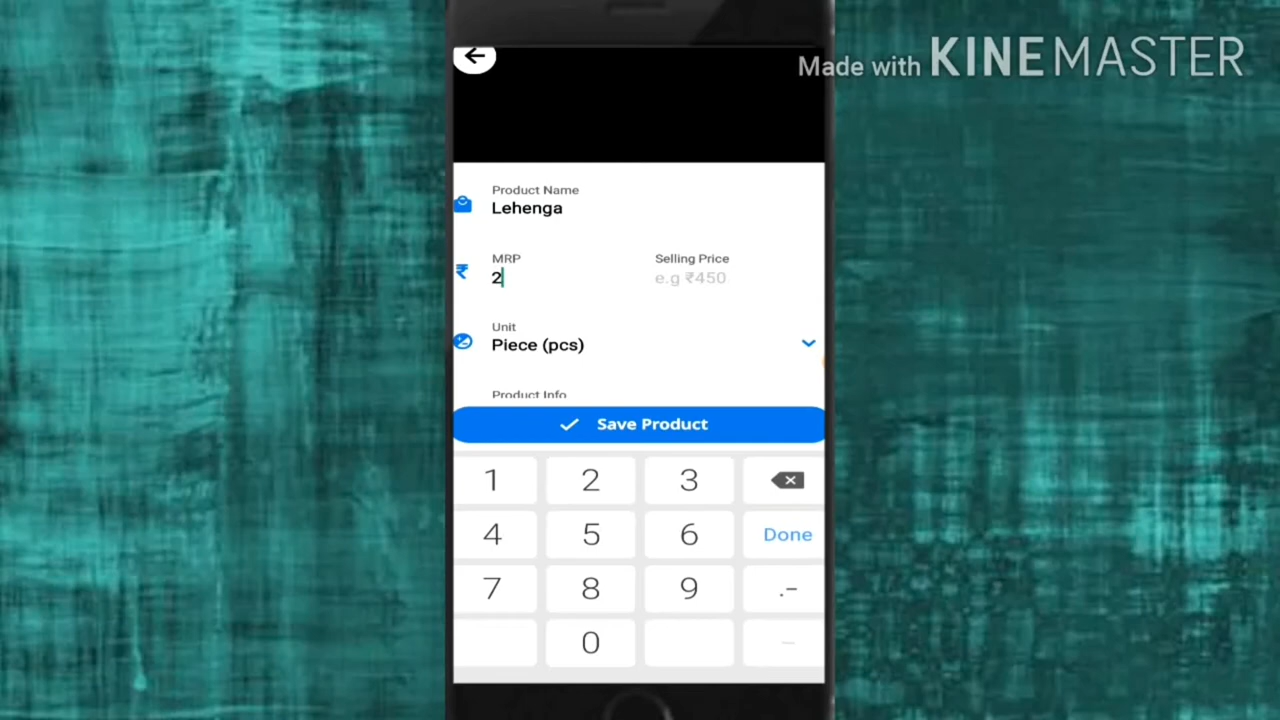 Made with KINEMASTER
Product Name
Lehenga
MRP
Selling Price
2
e.g ₹450
Unit
Piece (pcs)
Product Info
Save Product
1 2 3
4 5 6 Done
7 8 9 .-
0